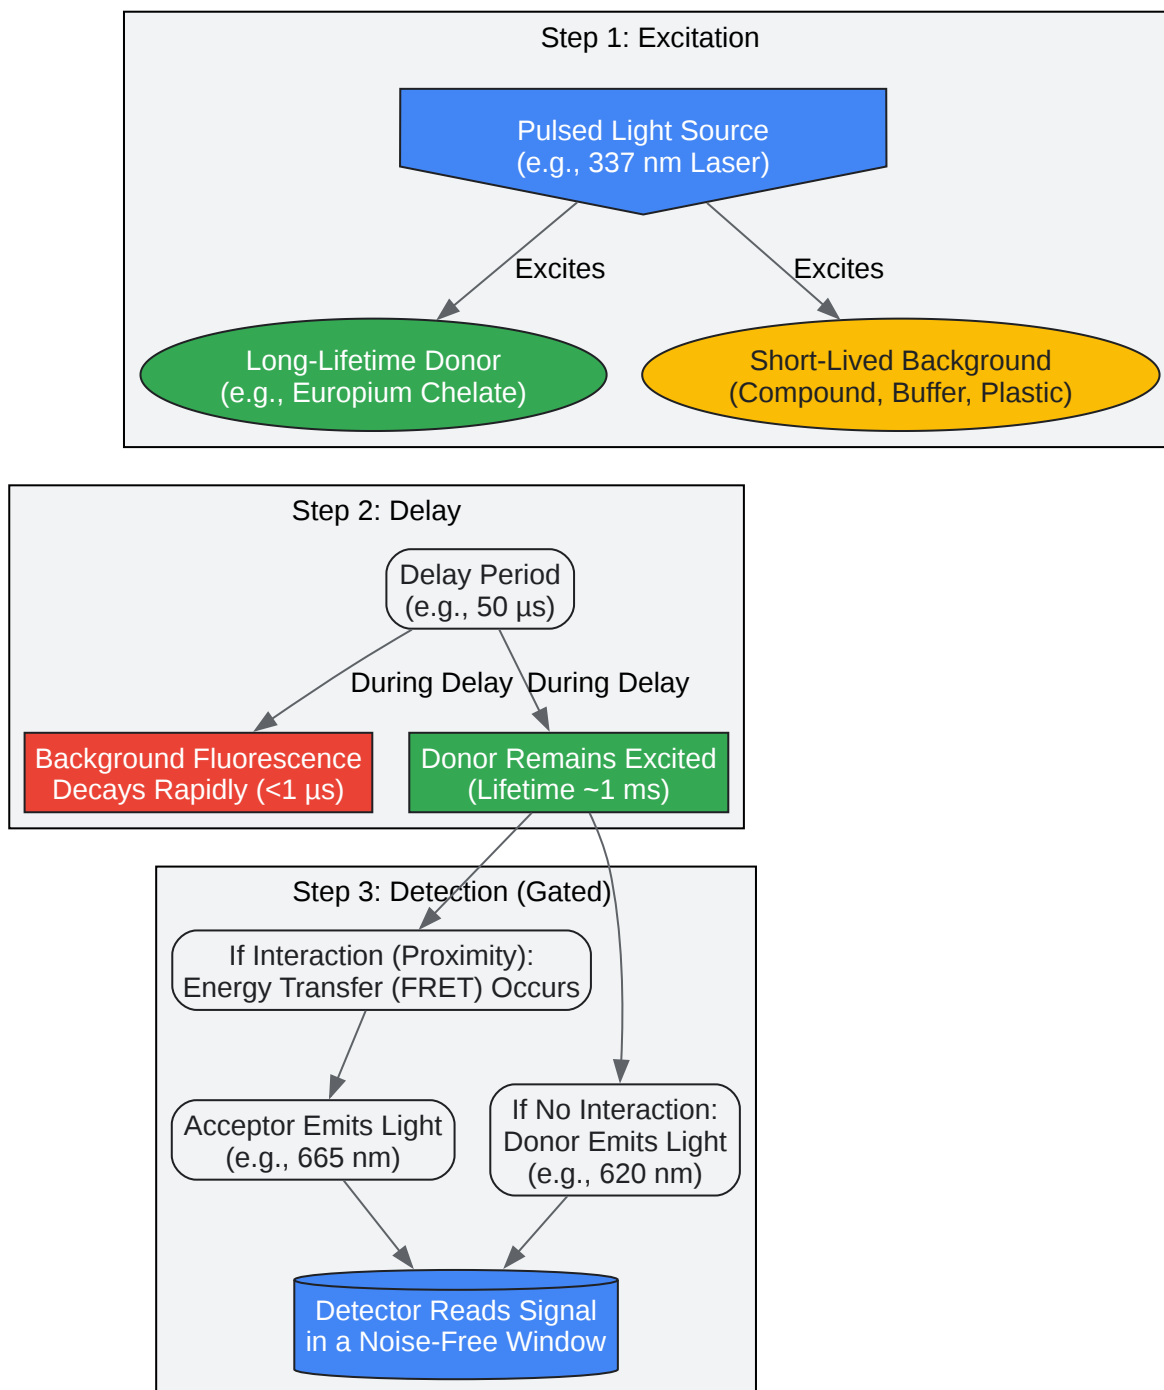 Step 1: Excitation
Pulsed Light Source
(e.g., 337 nm Laser)
Excites
Excites
Long-Lifetime Donor
(e.g., Europium Chelate)
Short-Lived Background
(Compound, Buffer, Plastic)
Step 2: Delay
Delay Period
(e.g., 50 µs)
During Delay
During Delay
Background Fluorescence
Decays Rapidly (<1 µs)
Donor Remains Excited
(Lifetime ~1 ms)
Step 3: Detection (Gated)
If Interaction (Proximity):
Energy Transfer (FRET) Occurs
Acceptor Emits Light
(e.g., 665 nm)
If No Interaction:
Donor Emits Light
(e.g., 620 nm)
Detector Reads Signal
in a Noise-Free Window